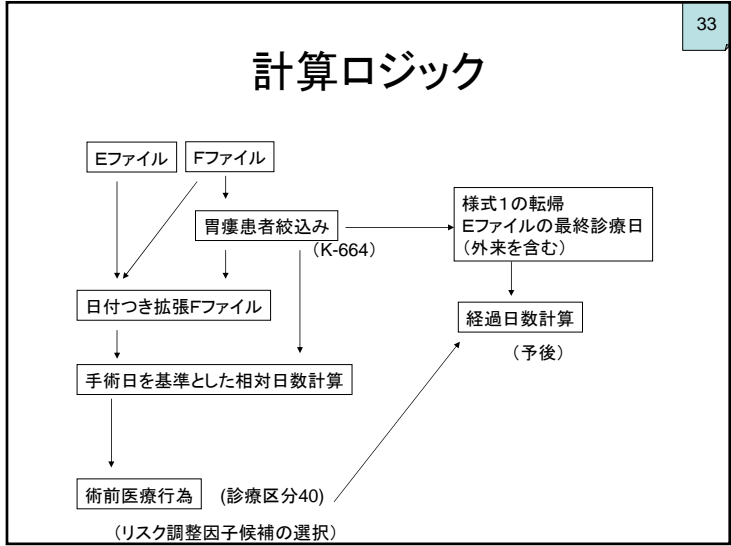 33
計算ロジック
Eファイル
Fファイル
胃瘻患者絞込み
(K-664)
様式1の転帰
Eファイルの最終診療日
(外来を含む)
日付つき拡張Fファイル
経過日数計算
(予後)
手術日を基準とした相対日数計算
術前医療行為 (診療区分40)
(リスク調整因子候補の選択)